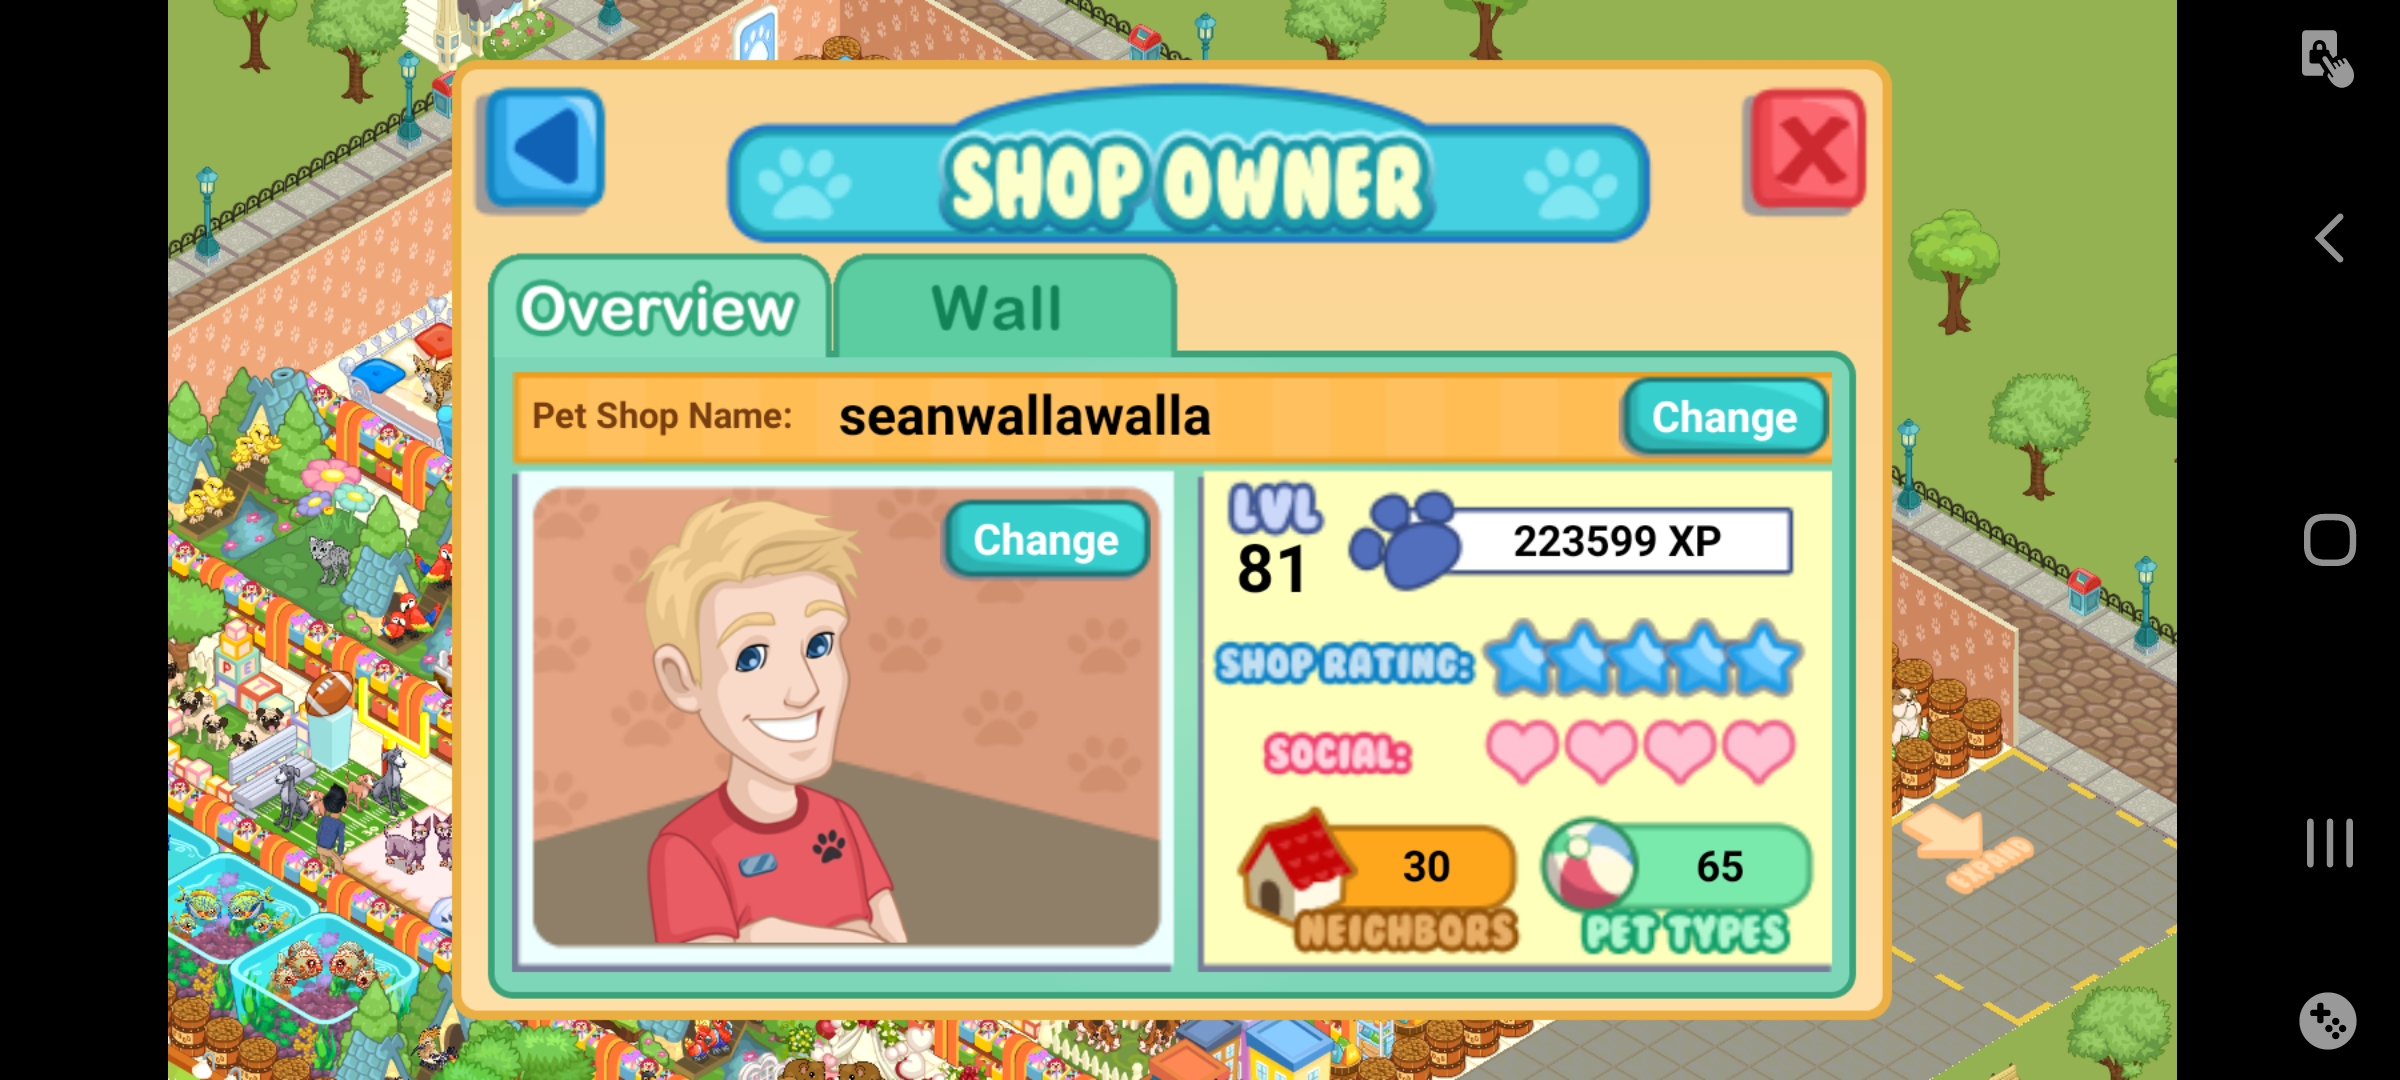 SHOP OWNER
Overview
Wall
Pet Shop Name: seanwallawalla
Change
Change
LVL
81
223599 XP
SHOP RATING:
SOCIAL:
30
NEIGHBORS
65
PET TYPES
EXPAND